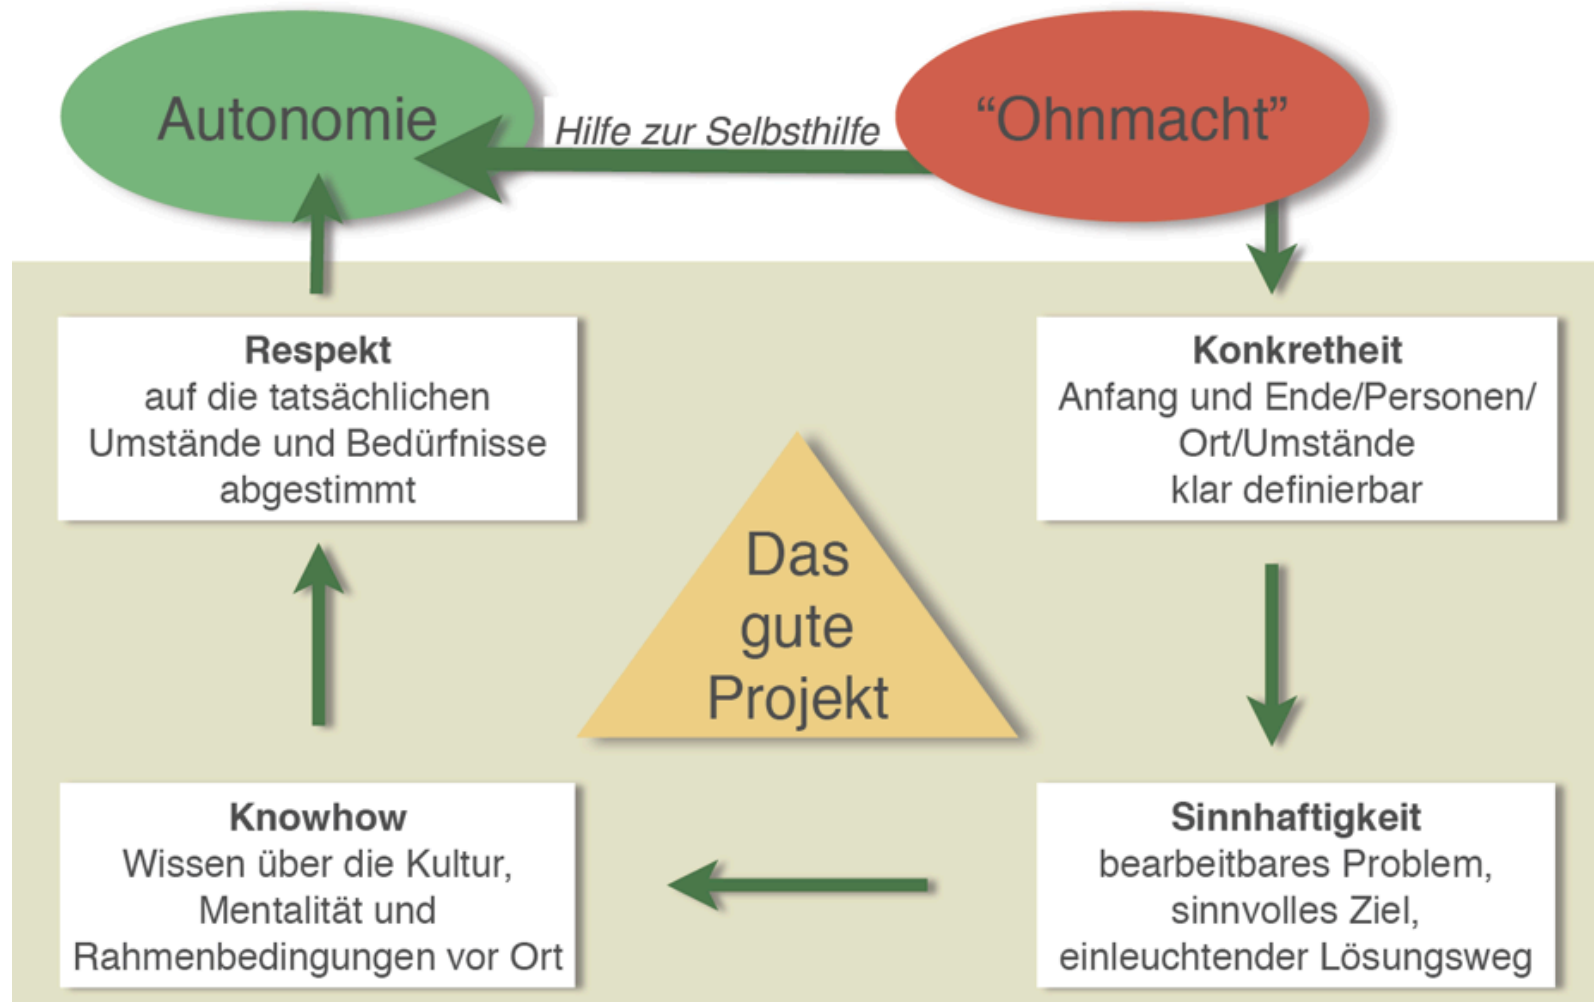 Autonomie
Hilfe zur Selbsthilfe
“Ohnmacht”
Respekt
auf die tatsächlichen
Umstände und Bedürfnisse
abgestimmt
Konkretheit
Anfang und Ende/Personen/
Ort/Umstände
klar definierbar
Das
gute
Projekt
Knowhow
Wissen über die Kultur,
Mentalität und
Rahmenbedingungen vor Ort
Sinnhaftigkeit
bearbeitbares Problem,
sinnvolles Ziel,
einleuchtender Lösungsweg